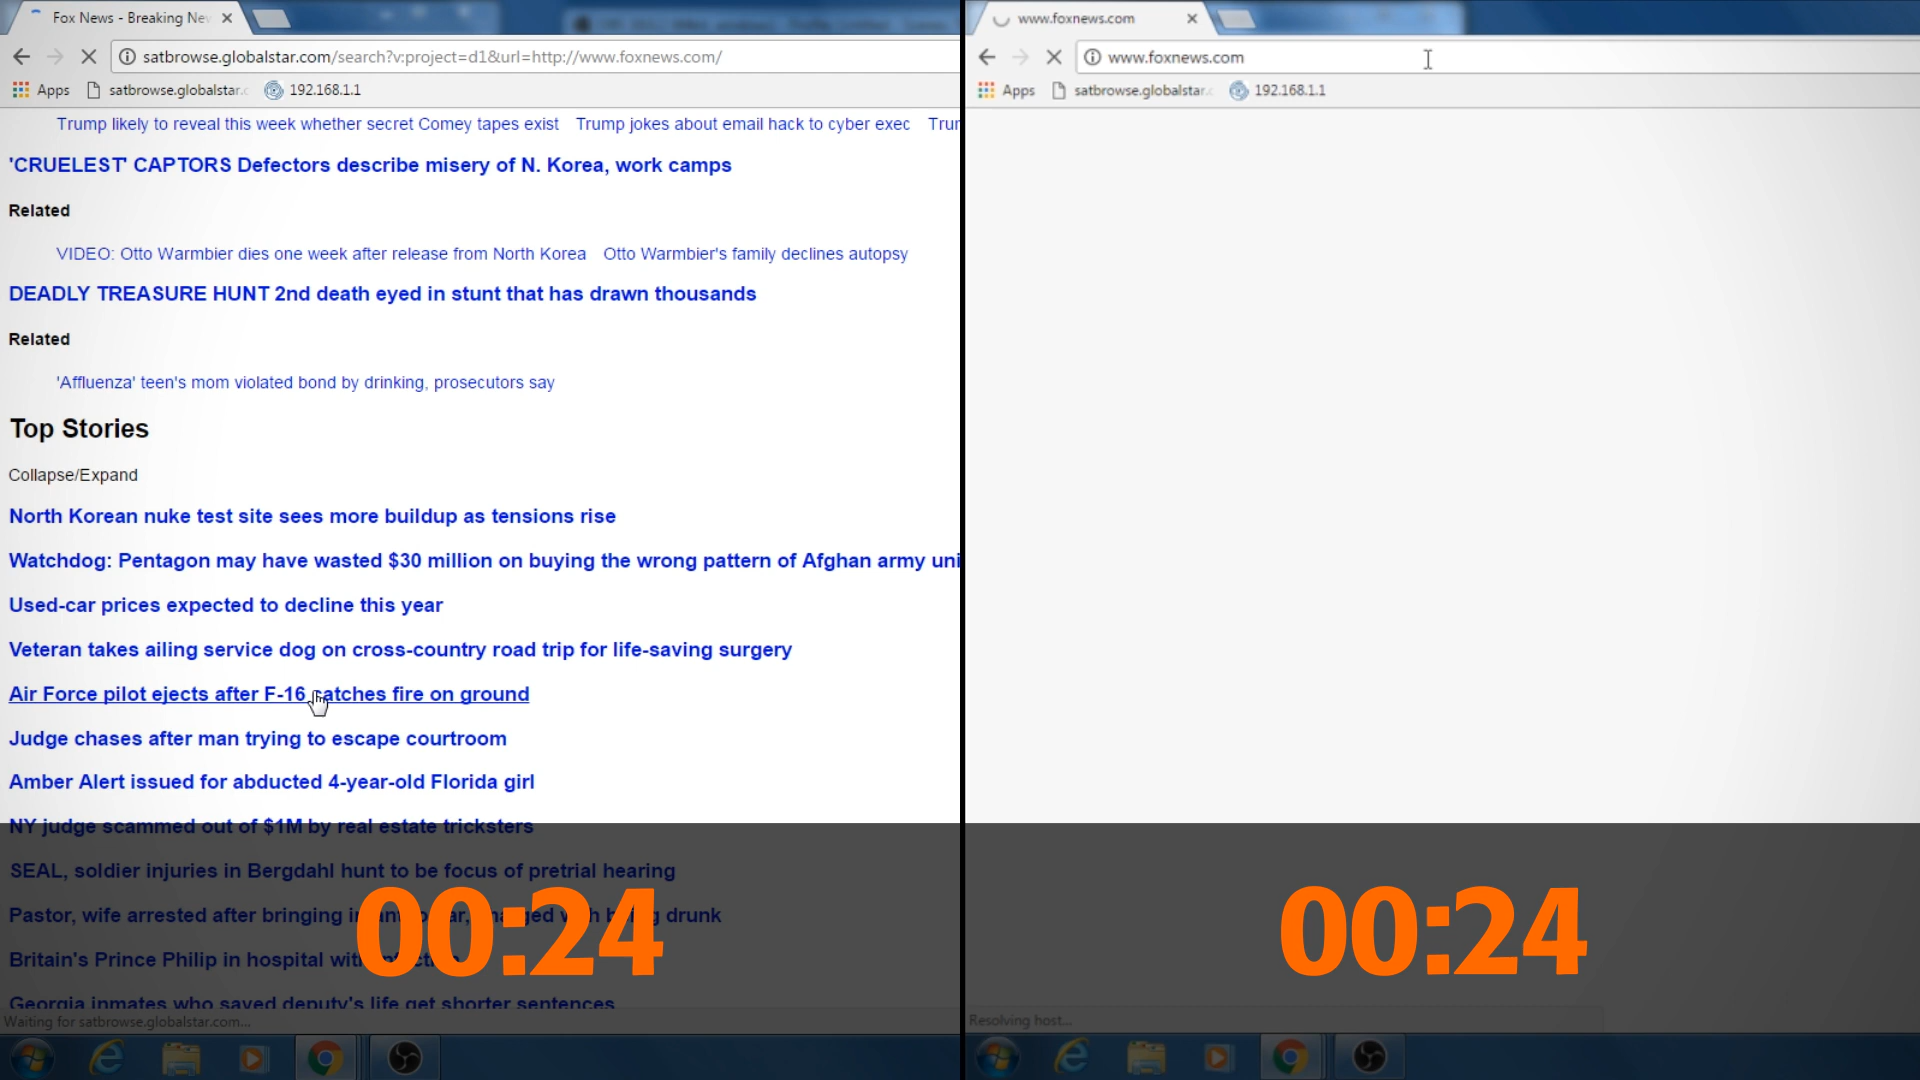 Fox News - Breaking Nev
satbrowse.globalstar.com/search?v:project=d1&url=http://www.foxnews.com/
Apps satbrowse.globalstar.c 192.168.1.1
Trump likely to reveal this week whether secret Comey tapes exist Trump jokes about email hack to cyber exec Trur
'CRUELEST' CAPTORS Defectors describe misery of N. Korea, work camps
Related
VIDEO: Otto Warmbier dies one week after release from North Korea Otto Warmbier's family declines autopsy
DEADLY TREASURE HUNT 2nd death eyed in stunt that has drawn thousands
Related
'Affluenza' teen's mom violated bond by drinking, prosecutors say
Top Stories
Collapse/Expand
North Korean nuke test site sees more buildup as tensions rise
Watchdog: Pentagon may have wasted $30 million on buying the wrong pattern of Afghan army uni
Used-car prices expected to decline this year
Veteran takes ailing service dog on cross-country road trip for life-saving surgery
Air Force pilot ejects after F-16 catches fire on ground
Judge chases after man trying to escape courtroom
Amber Alert issued for abducted 4-year-old Florida girl
NY judge scammed out of $1M by real estate tricksters
SEAL, soldier injuries in Bergdahl hunt to be focus of pretrial hearing
Pastor, wife arrested after bringing drunk
Britain's Prince Philip in hospital
Georgia inmates who saved deputy's life get shorter sentences
00:24
Waiting for satbrowse.globalstar.com...
www.foxnews.com
www.foxnews.com
Apps satbrowse.globalstar.c 192.168.1.1
00:24
Resolving host...